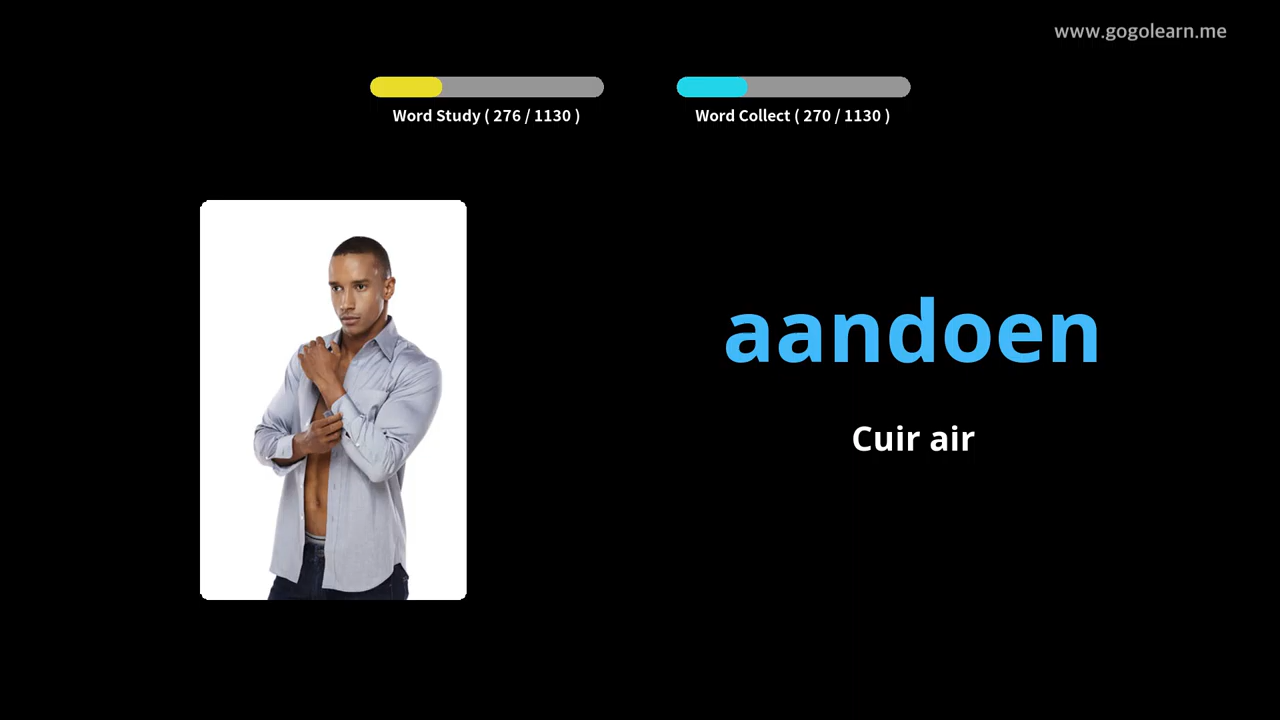 www.gogolearn.me
Word Study ( 276 / 1130 )
Word Collect ( 270 / 1130 )
aandoen
Cuir air